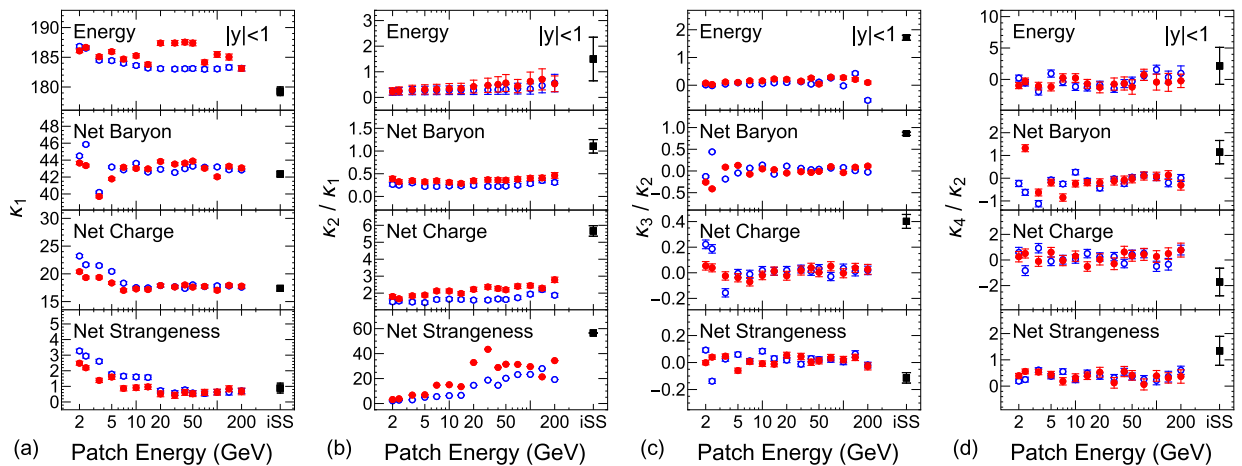 195
190
185
180
Energy
|y|<1
48
46
44
42
40
Net Baryon
κ1
30
25
20
15
Net Charge
5
4
3
2
1
0
Net Strangeness
2 5 10 20 50 200 iSS
(a) Patch Energy (GeV)
3
2
1
0
Energy
|y|<1
1.5
1.0
0.5
0.0
Net Baryon
κ2 / κ1
6
5
4
3
2
Net Charge
60
40
20
0
Net Strangeness
2 5 10 20 50 200 iSS
(b) Patch Energy (GeV)
2
1
0
Energy
|y|<1
1.0
0.5
0.0
−0.5
Net Baryon
κ3 / κ2
0.4
0.2
0.0
−0.2
Net Charge
0.2
0.0
−0.2
Net Strangeness
2 5 10 20 50 200 iSS
(c) Patch Energy (GeV)
0
Energy
|y|<1
2
1
0
−1
Net Baryon
κ4 / κ2
2
0
−2
Net Charge
2
1
0
Net Strangeness
2 5 10 20 50 200 iSS
(d) Patch Energy (GeV)